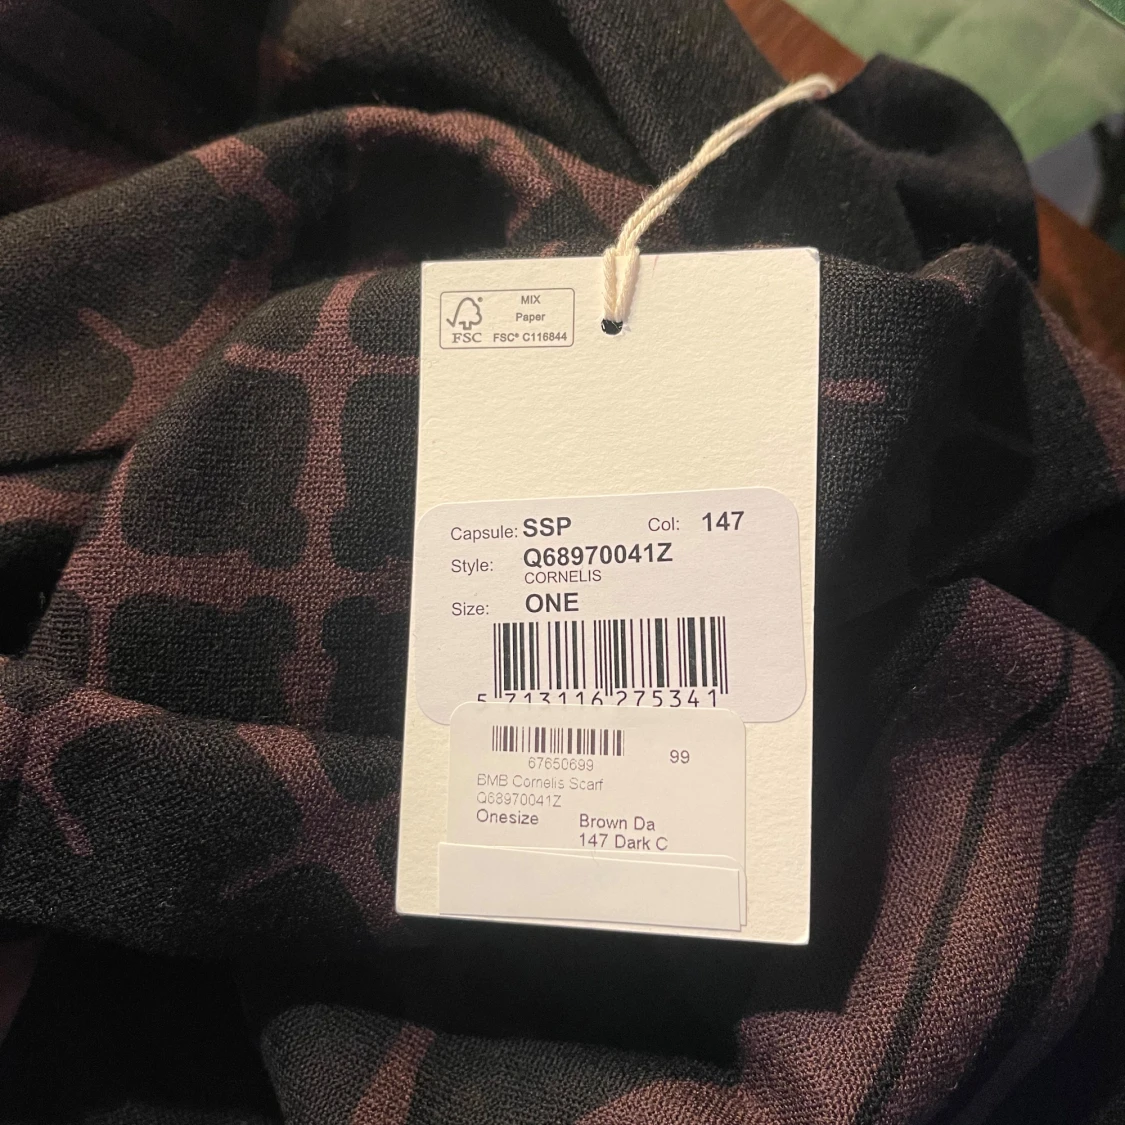 MIX
Paper
FSC FSC® C116844
Capsule: SSP Col: 147
Style: Q68970041Z
CORNELIS
Size: ONE
5 713116 275341
67650699 99
BMB Cornelis Scarf
Q68970041Z
Onesize Brown Da
147 Dark C